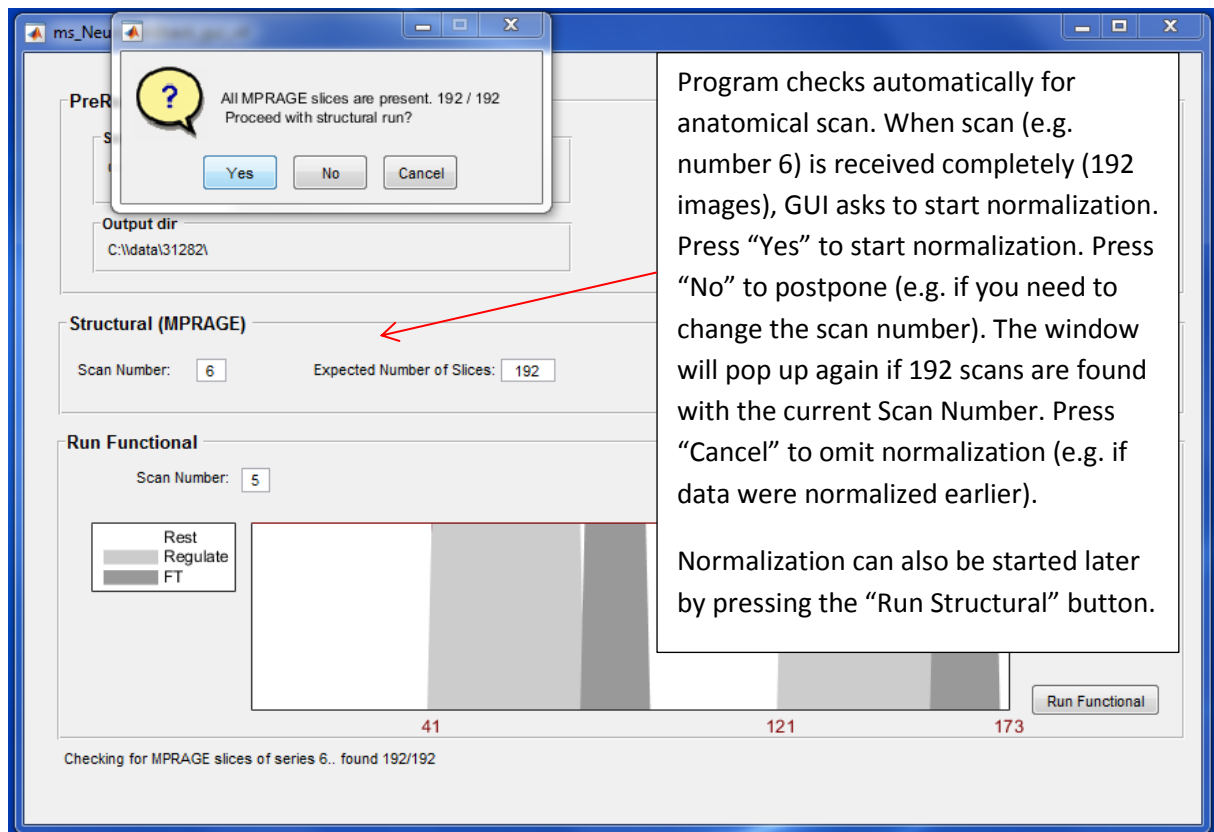 ms_Neu
X
X
All MPRAGE slices are present. 192 / 192
Proceed with structural run?
Yes
No
Cancel
PreR
S
Output dir
C:\\data\31282\
Structural (MPRAGE)
Scan Number: 6
Expected Number of Slices: 192
Run Functional
Scan Number: 5
Rest
Regulate
FT
41
121
173
Run Functional
Checking for MPRAGE slices of series 6.. found 192/192
Program checks automatically for
anatomical scan. When scan (e.g.
number 6) is received completely (192
images), GUI asks to start normalization.
Press “Yes” to start normalization. Press
“No” to postpone (e.g. if you need to
change the scan number). The window
will pop up again if 192 scans are found
with the current Scan Number. Press
“Cancel” to omit normalization (e.g. if
data were normalized earlier).
Normalization can also be started later
by pressing the “Run Structural” button.